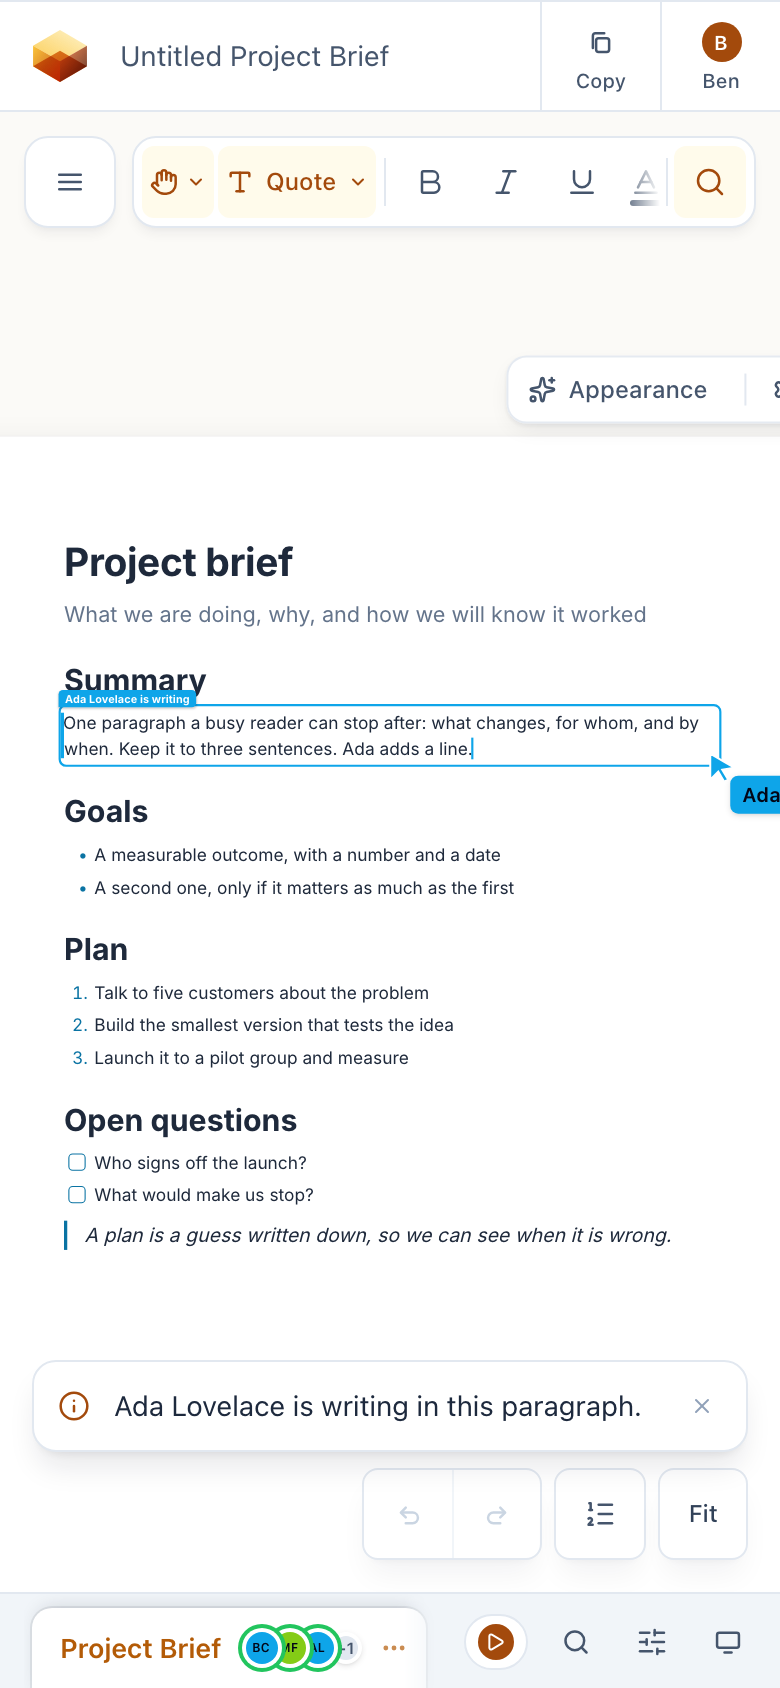 Untitled Project Brief
Copy
B
Ben
Quote
B
I
U
A
Appearance
Project brief
What we are doing, why, and how we will know it worked
Summary
Ada Lovelace is writing
One paragraph a busy reader can stop after: what changes, for whom, and by
when. Keep it to three sentences. Ada adds a line.
Ada
Goals
• A measurable outcome, with a number and a date
• A second one, only if it matters as much as the first
Plan
1. Talk to five customers about the problem
2. Build the smallest version that tests the idea
3. Launch it to a pilot group and measure
Open questions
Who signs off the launch?
What would make us stop?
A plan is a guess written down, so we can see when it is wrong.
Ada Lovelace is writing in this paragraph.
Fit
Project Brief
BC
MF
AL
+1